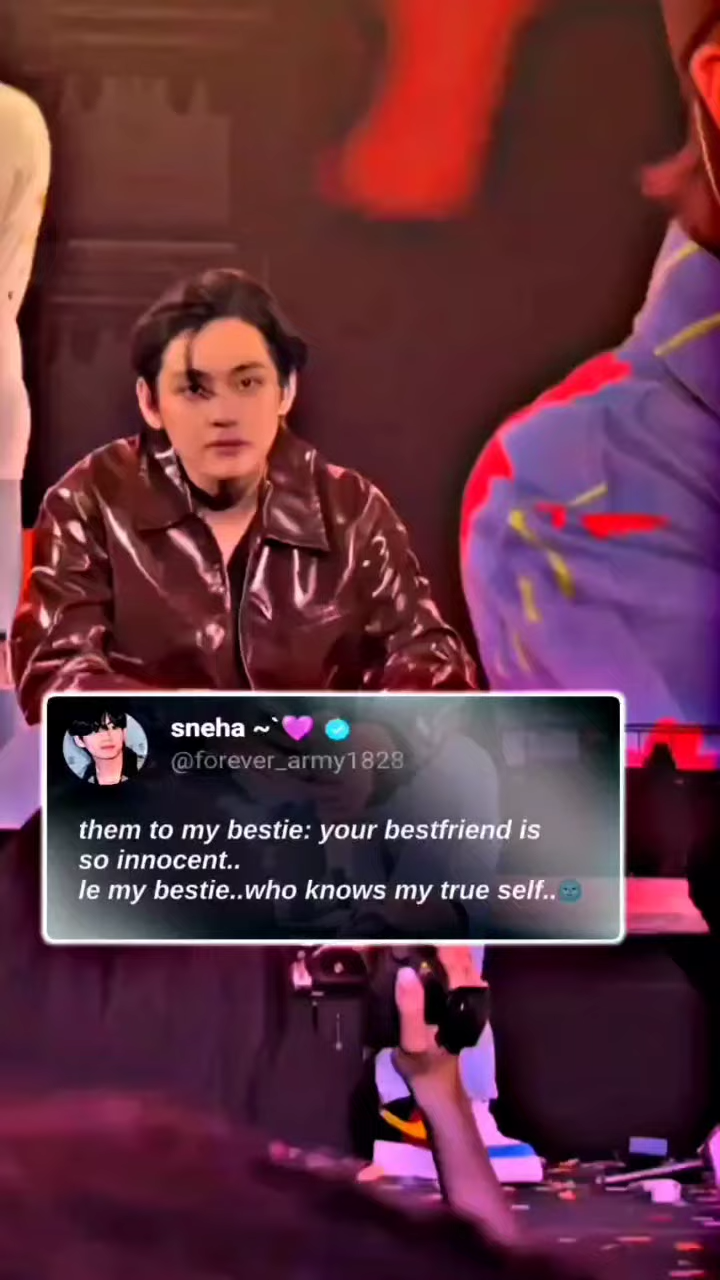 sneha ~`💜
@forever_army1828
them to my bestie: your bestfriend is
so innocent..
le my bestie..who knows my true self..🌚